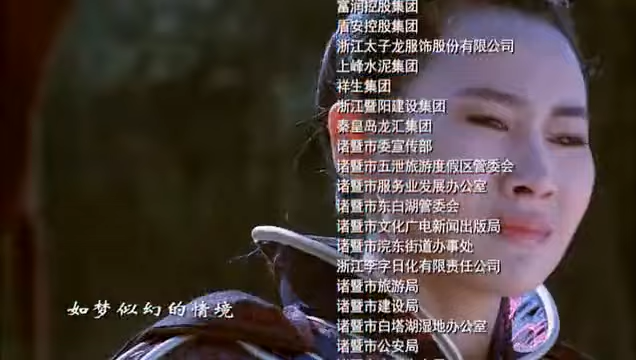 富润控股集团
盾安控股集团
浙江太子龙服饰股份有限公司
上峰水泥集团
祥生集团
浙江暨阳建设集团
秦皇岛龙汇集团
诸暨市委宣传部
诸暨市五泄旅游度假区管委会
诸暨市服务业发展办公室
诸暨市东白湖管委会
诸暨市文化广电新闻出版局
诸暨市浣东街道办事处
浙江李字日化有限责任公司
诸暨市旅游局
诸暨市建设局
诸暨市白塔湖湿地办公室
诸暨市公安局
如梦似幻的情境